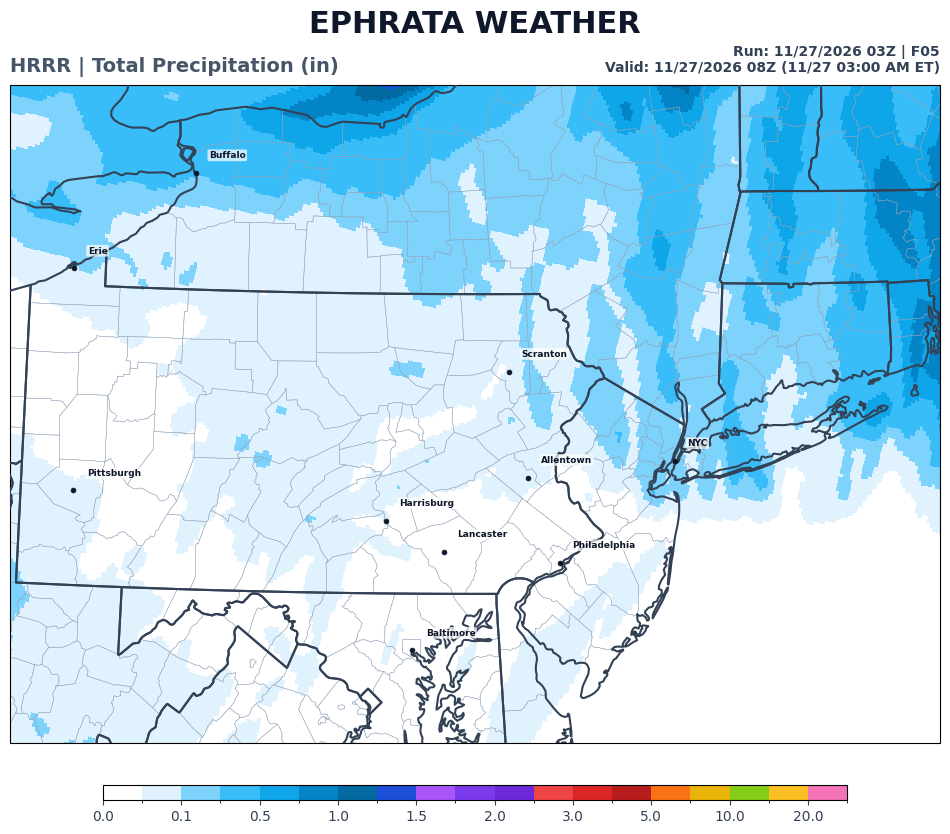 EPHRATA WEATHER
HRRR | Total Precipitation (in)
Run: 11/27/2026 03Z | F05
Valid: 11/27/2026 08Z (11/27 03:00 AM ET)
Buffalo
Erie
Scranton
NYC
Allentown
Pittsburgh
Harrisburg
Lancaster
Philadelphia
Baltimore
0.0 0.1 0.5 1.0 1.5 2.0 3.0 5.0 10.0 20.0